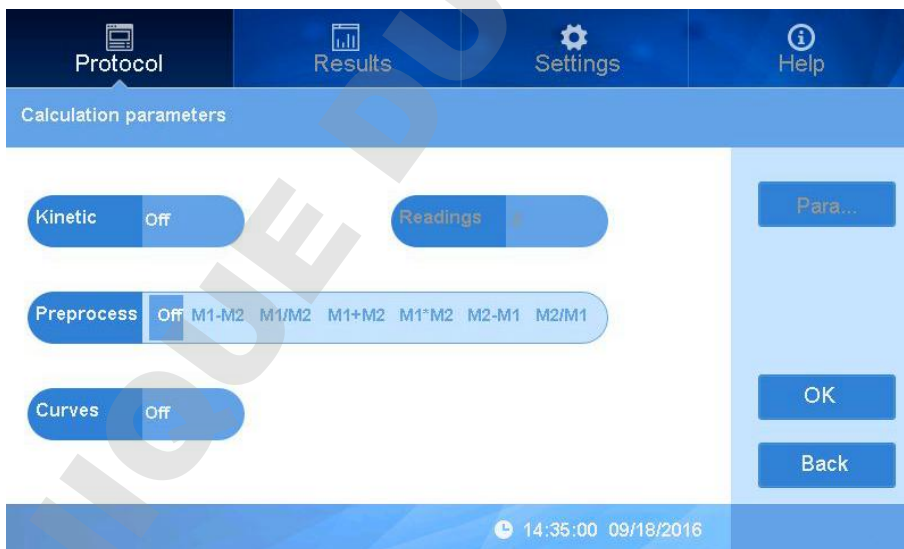 Protocol Results Settings Help
Calculation parameters
Kinetic Off Readings Para...
Preprocess Off M1-M2 M1/M2 M1+M2 M1*M2 M2-M1 M2/M1
Curves Off OK
Back
14:35:00 09/18/2016